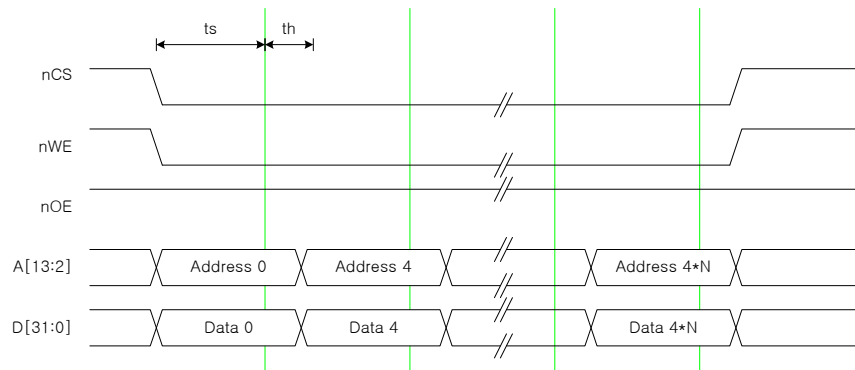 ts th
nCS
nWE
nOE
A[13:2] Address 0 Address 4 Address 4*N
D[31:0] Data 0 Data 4 Data 4*N